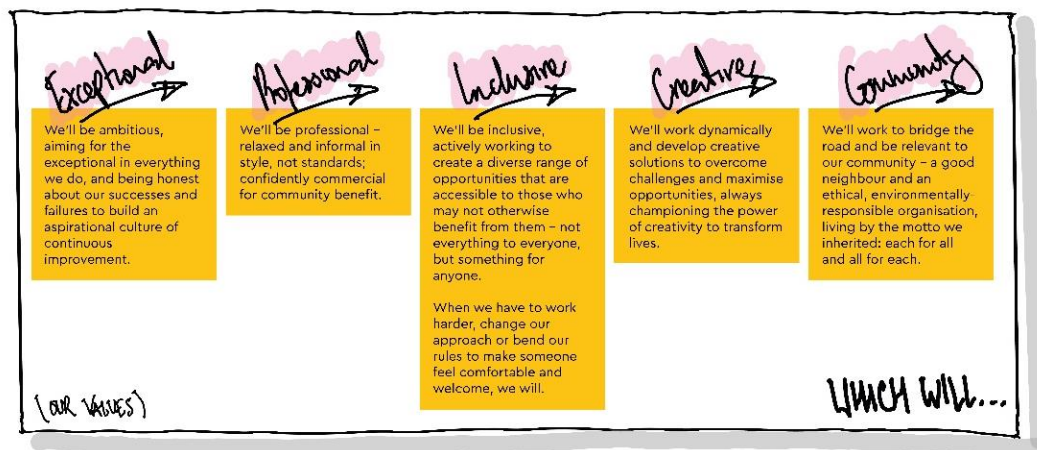 Exceptional
We'll be ambitious,
aiming for the
exceptional in everything
we do, and being honest
about our successes and
failures to build an
aspirational culture of
continuous
improvement.
Professional
We'll be professional –
relaxed and informal in
style, not standards;
confidently commercial
for community benefit.
Inclusive
We'll be inclusive,
actively working to
create a diverse range of
opportunities that are
accessible to those who
may not otherwise
benefit from them – not
everything to everyone,
but something for
anyone.
When we have to work
harder, change our
approach or bend our
rules to make someone
feel comfortable and
welcome, we will.
Creative
We'll work dynamically
and develop creative
solutions to overcome
challenges and maximise
opportunities, always
championing the power
of creativity to transform
lives.
Community
We'll work to bridge the
road and be relevant to
our community – a good
neighbour and an
ethical, environmentally-
responsible organisation,
living by the motto we
inherited: each for all
and all for each.
(OUR VALUES)
WHICH WILL...